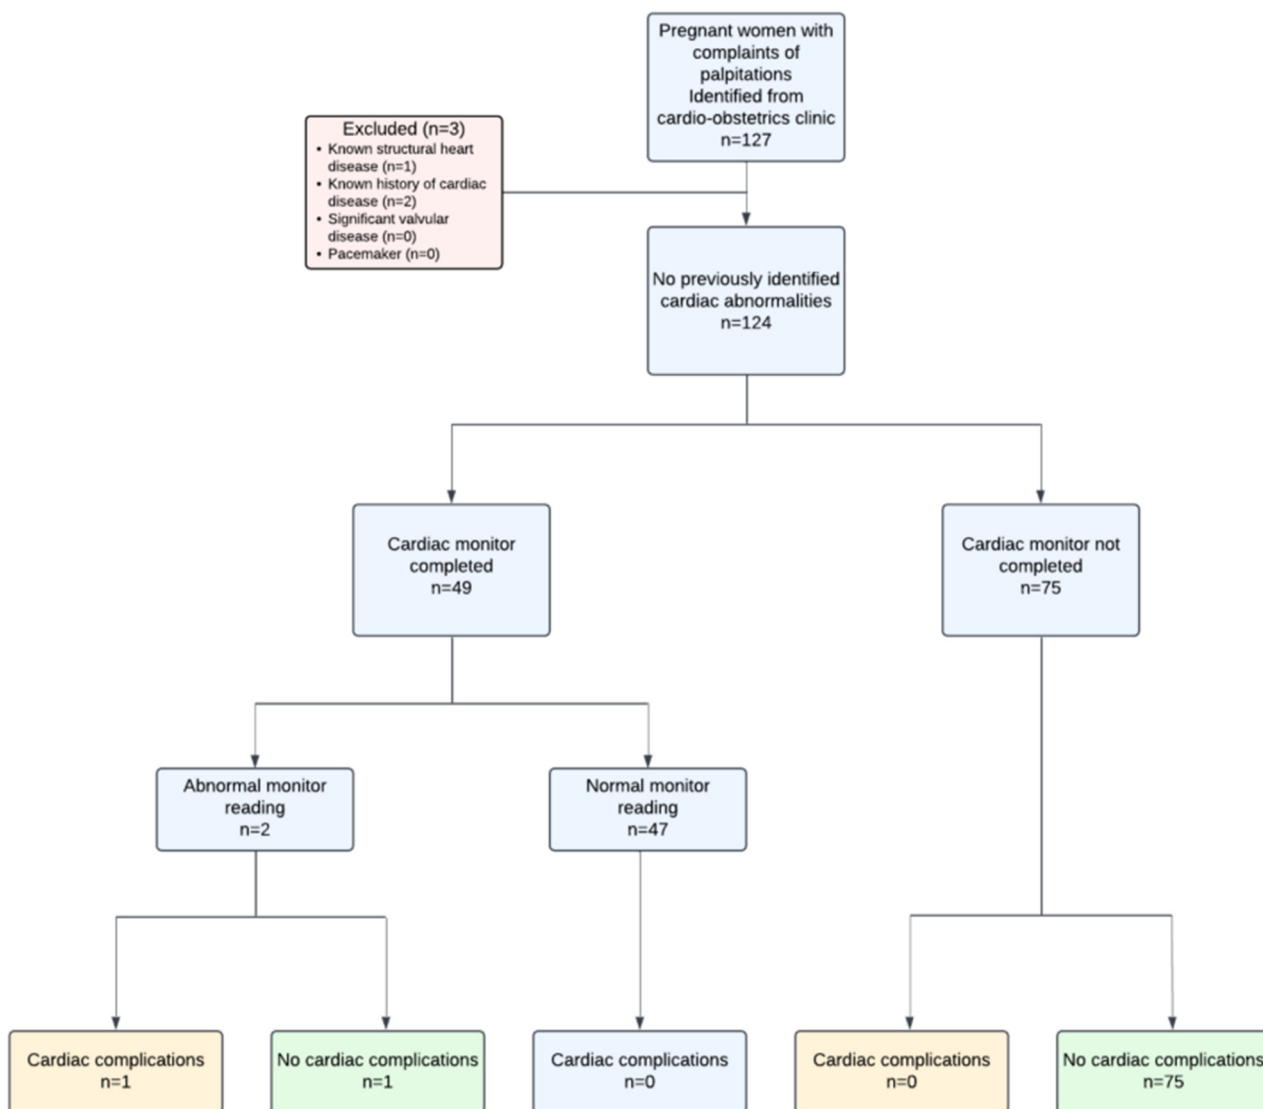 Pregnant women with
complaints of
palpitations
Identified from
cardio-obstetrics clinic
n=127
Excluded (n=3)
• Known structural heart
disease (n=1)
• Known history of cardiac
disease (n=2)
• Significant valvular
disease (n=0)
• Pacemaker (n=0)
No previously identified
cardiac abnormalities
n=124
Cardiac monitor
completed
n=49
Cardiac monitor not
completed
n=75
Abnormal monitor
reading
n=2
Normal monitor
reading
n=47
Cardiac complications
n=1
No cardiac complications
n=1
Cardiac complications
n=0
Cardiac complications
n=0
No cardiac complications
n=75